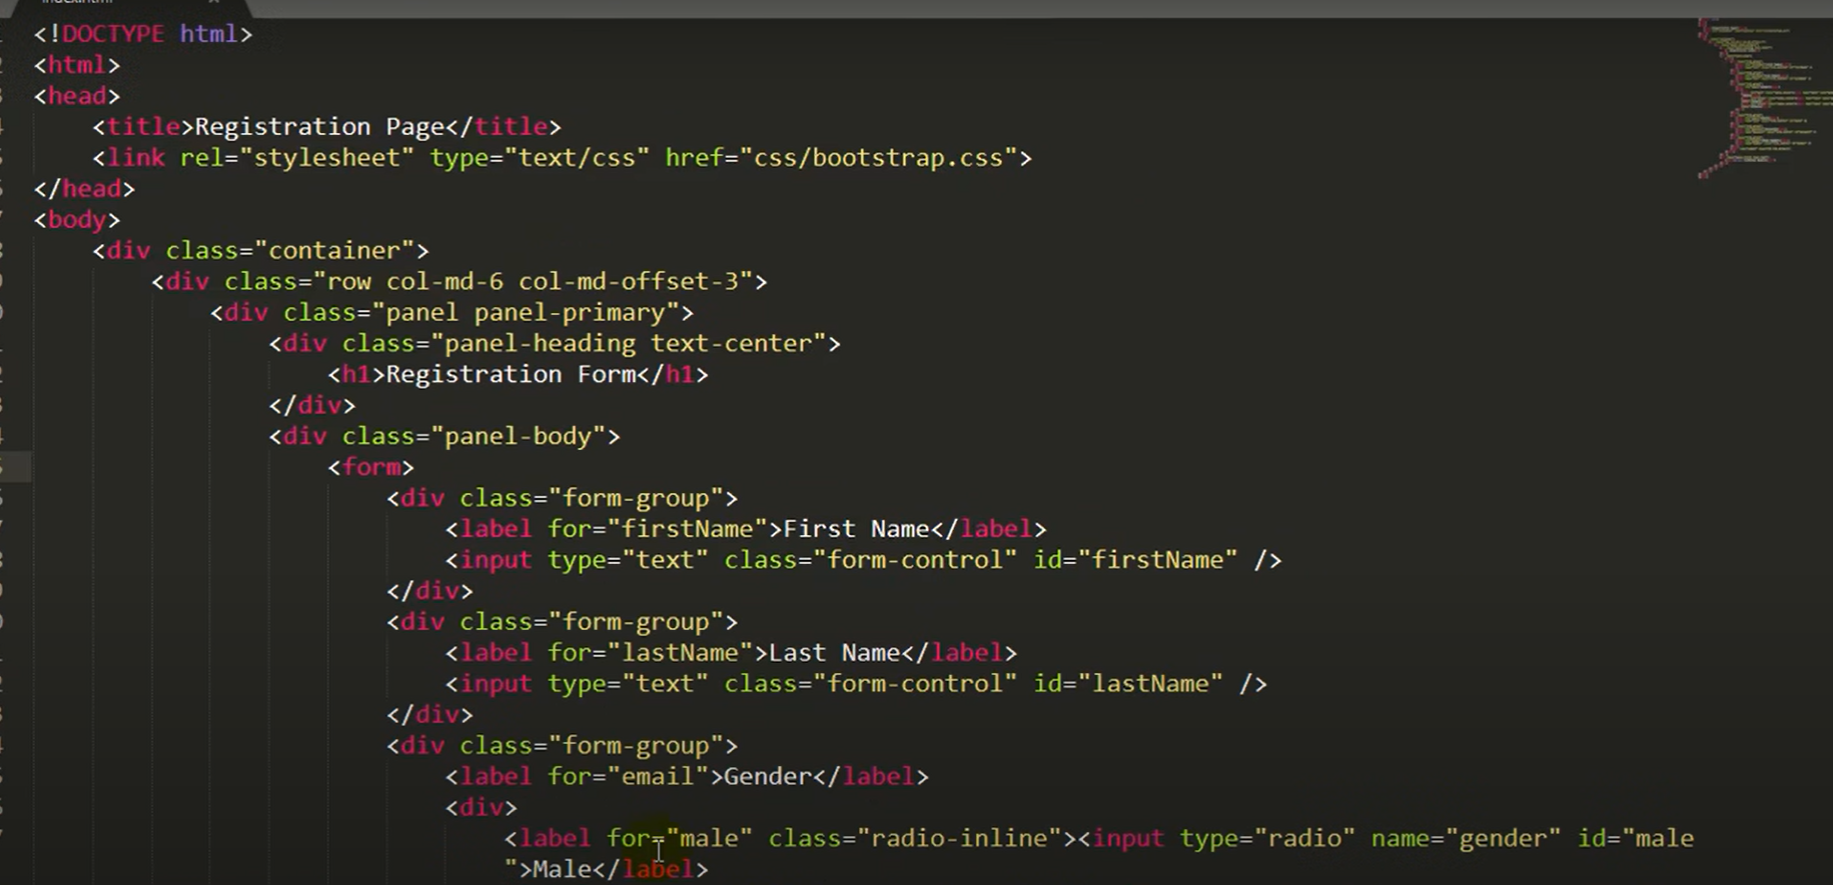 <!DOCTYPE html>
<html>
<head>
<title>Registration Page</title>
<link rel="stylesheet" type="text/css" href="css/bootstrap.css">
</head>
<body>
<div class="container">
<div class="row col-md-6 col-md-offset-3">
<div class="panel panel-primary">
<div class="panel-heading text-center">
<h1>Registration Form</h1>
</div>
<div class="panel-body">
<form>
<div class="form-group">
<label for="firstName">First Name</label>
<input type="text" class="form-control" id="firstName" />
</div>
<div class="form-group">
<label for="lastName">Last Name</label>
<input type="text" class="form-control" id="lastName" />
</div>
<div class="form-group">
<label for="email">Gender</label>
<div>
<label for="male" class="radio-inline"><input type="radio" name="gender" id="male
">Male</label>